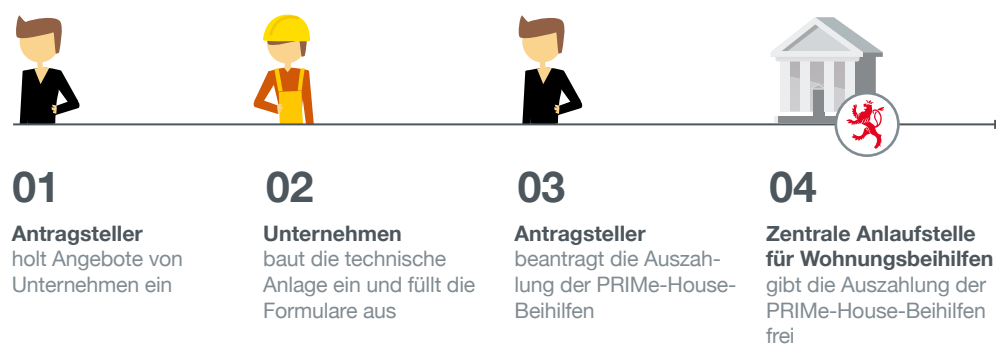 01
Antragsteller
holt Angebote von
Unternehmen ein
02
Unternehmen
baut die technische
Anlage ein und füllt die
Formulare aus
03
Antragsteller
beantragt die Auszah-
lung der PRIMe-House-
Beihilfen
04
Zentrale Anlaufstelle
für Wohnungsbeihilfen
gibt die Auszahlung der
PRIMe-House-Beihilfen
frei